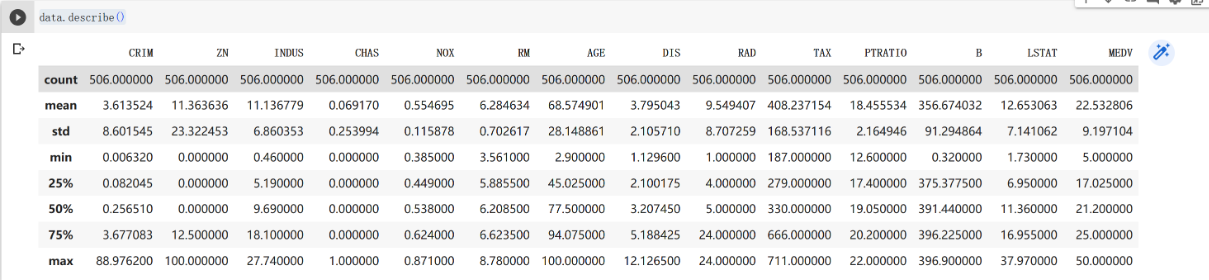 data.describe()
CRIM ZN INDUS CHAS NOX RM AGE DIS RAD TAX PTRATIO B LSTAT MEDV
count 506.000000 506.000000 506.000000 506.000000 506.000000 506.000000 506.000000 506.000000 506.000000 506.000000 506.000000 506.000000 506.000000 506.000000
mean 3.613524 11.363636 11.136779 0.069170 0.554695 6.284634 68.574901 3.795043 9.549407 408.237154 18.455534 356.674032 12.653063 22.532806
std 8.601545 23.322453 6.860353 0.253994 0.115878 0.702617 28.148861 2.105710 8.707259 168.537116 2.164946 91.294864 7.141062 9.197104
min 0.006320 0.000000 0.460000 0.000000 0.385000 3.561000 2.900000 1.129600 1.000000 187.000000 12.600000 0.320000 1.730000 5.000000
25% 0.082045 0.000000 5.190000 0.000000 0.449000 5.885500 45.025000 2.100175 4.000000 279.000000 17.400000 375.377500 6.950000 17.025000
50% 0.256510 0.000000 9.690000 0.000000 0.538000 6.208500 77.500000 3.207450 5.000000 330.000000 19.050000 391.440000 11.360000 21.200000
75% 3.677083 12.500000 18.100000 0.000000 0.624000 6.623500 94.075000 5.188425 24.000000 666.000000 20.200000 396.225000 16.955000 25.000000
max 88.976200 100.000000 27.740000 1.000000 0.871000 8.780000 100.000000 12.126500 24.000000 711.000000 22.000000 396.900000 37.970000 50.000000